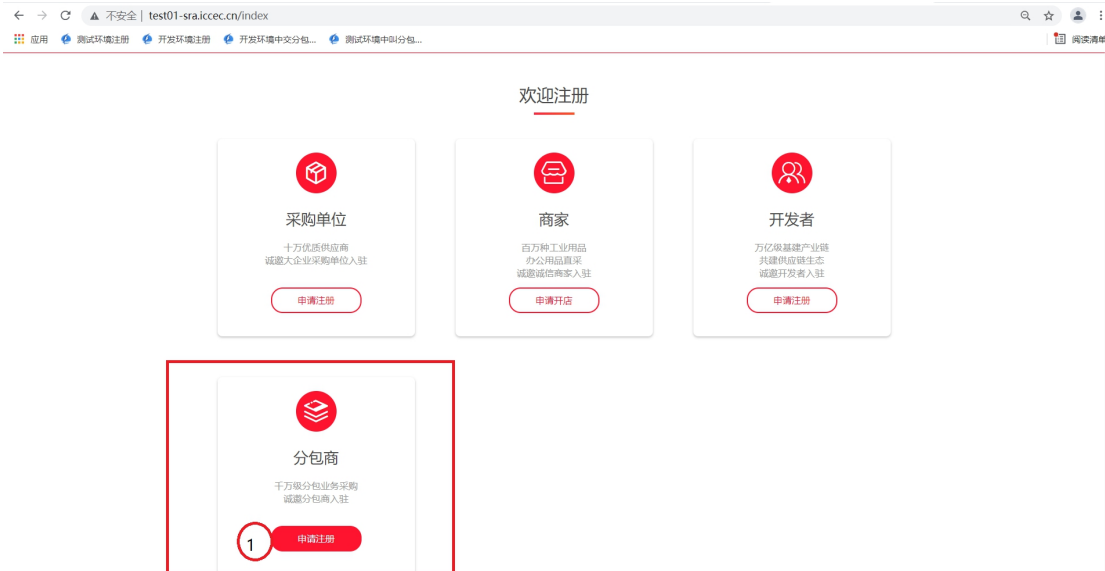 不安全 | test01-sra.iccec.cn/index
应用 测试环境注册 开发环境注册 开发环境中交分包... 测试环境中叫分包... 阅读清单
欢迎注册
采购单位
十万优质供应商
诚邀大企业采购单位入驻
申请注册
商家
百万种工业用品
办公用品直采
诚邀诚信商家入驻
申请开店
开发者
万亿级基建产业链
共建供应链生态
诚邀开发者入驻
申请注册
分包商
千万级分包业务采购
诚邀分包商入驻
1 申请注册